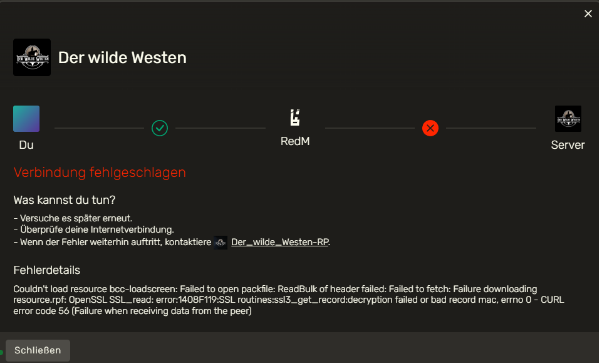 Der wilde Westen
Du
RedM
Server
Verbindung fehlgeschlagen
Was kannst du tun?
- Versuche es später erneut.
- Überprüfe deine Internetverbindung.
- Wenn der Fehler weiterhin auftritt, kontaktiere Der_wilde_Westen-RP.
Fehlerdetails
Couldn't load resource bcc-loadscreen: Failed to open packfile: ReadBulk of header failed: Failed to fetch: Failure downloading
resource.rpf: OpenSSL SSL_read: error:1408F119:SSL routines:ssl3_get_record:decryption failed or bad record mac, errno 0 - CURL
error code 56 (Failure when receiving data from the peer)
Schließen